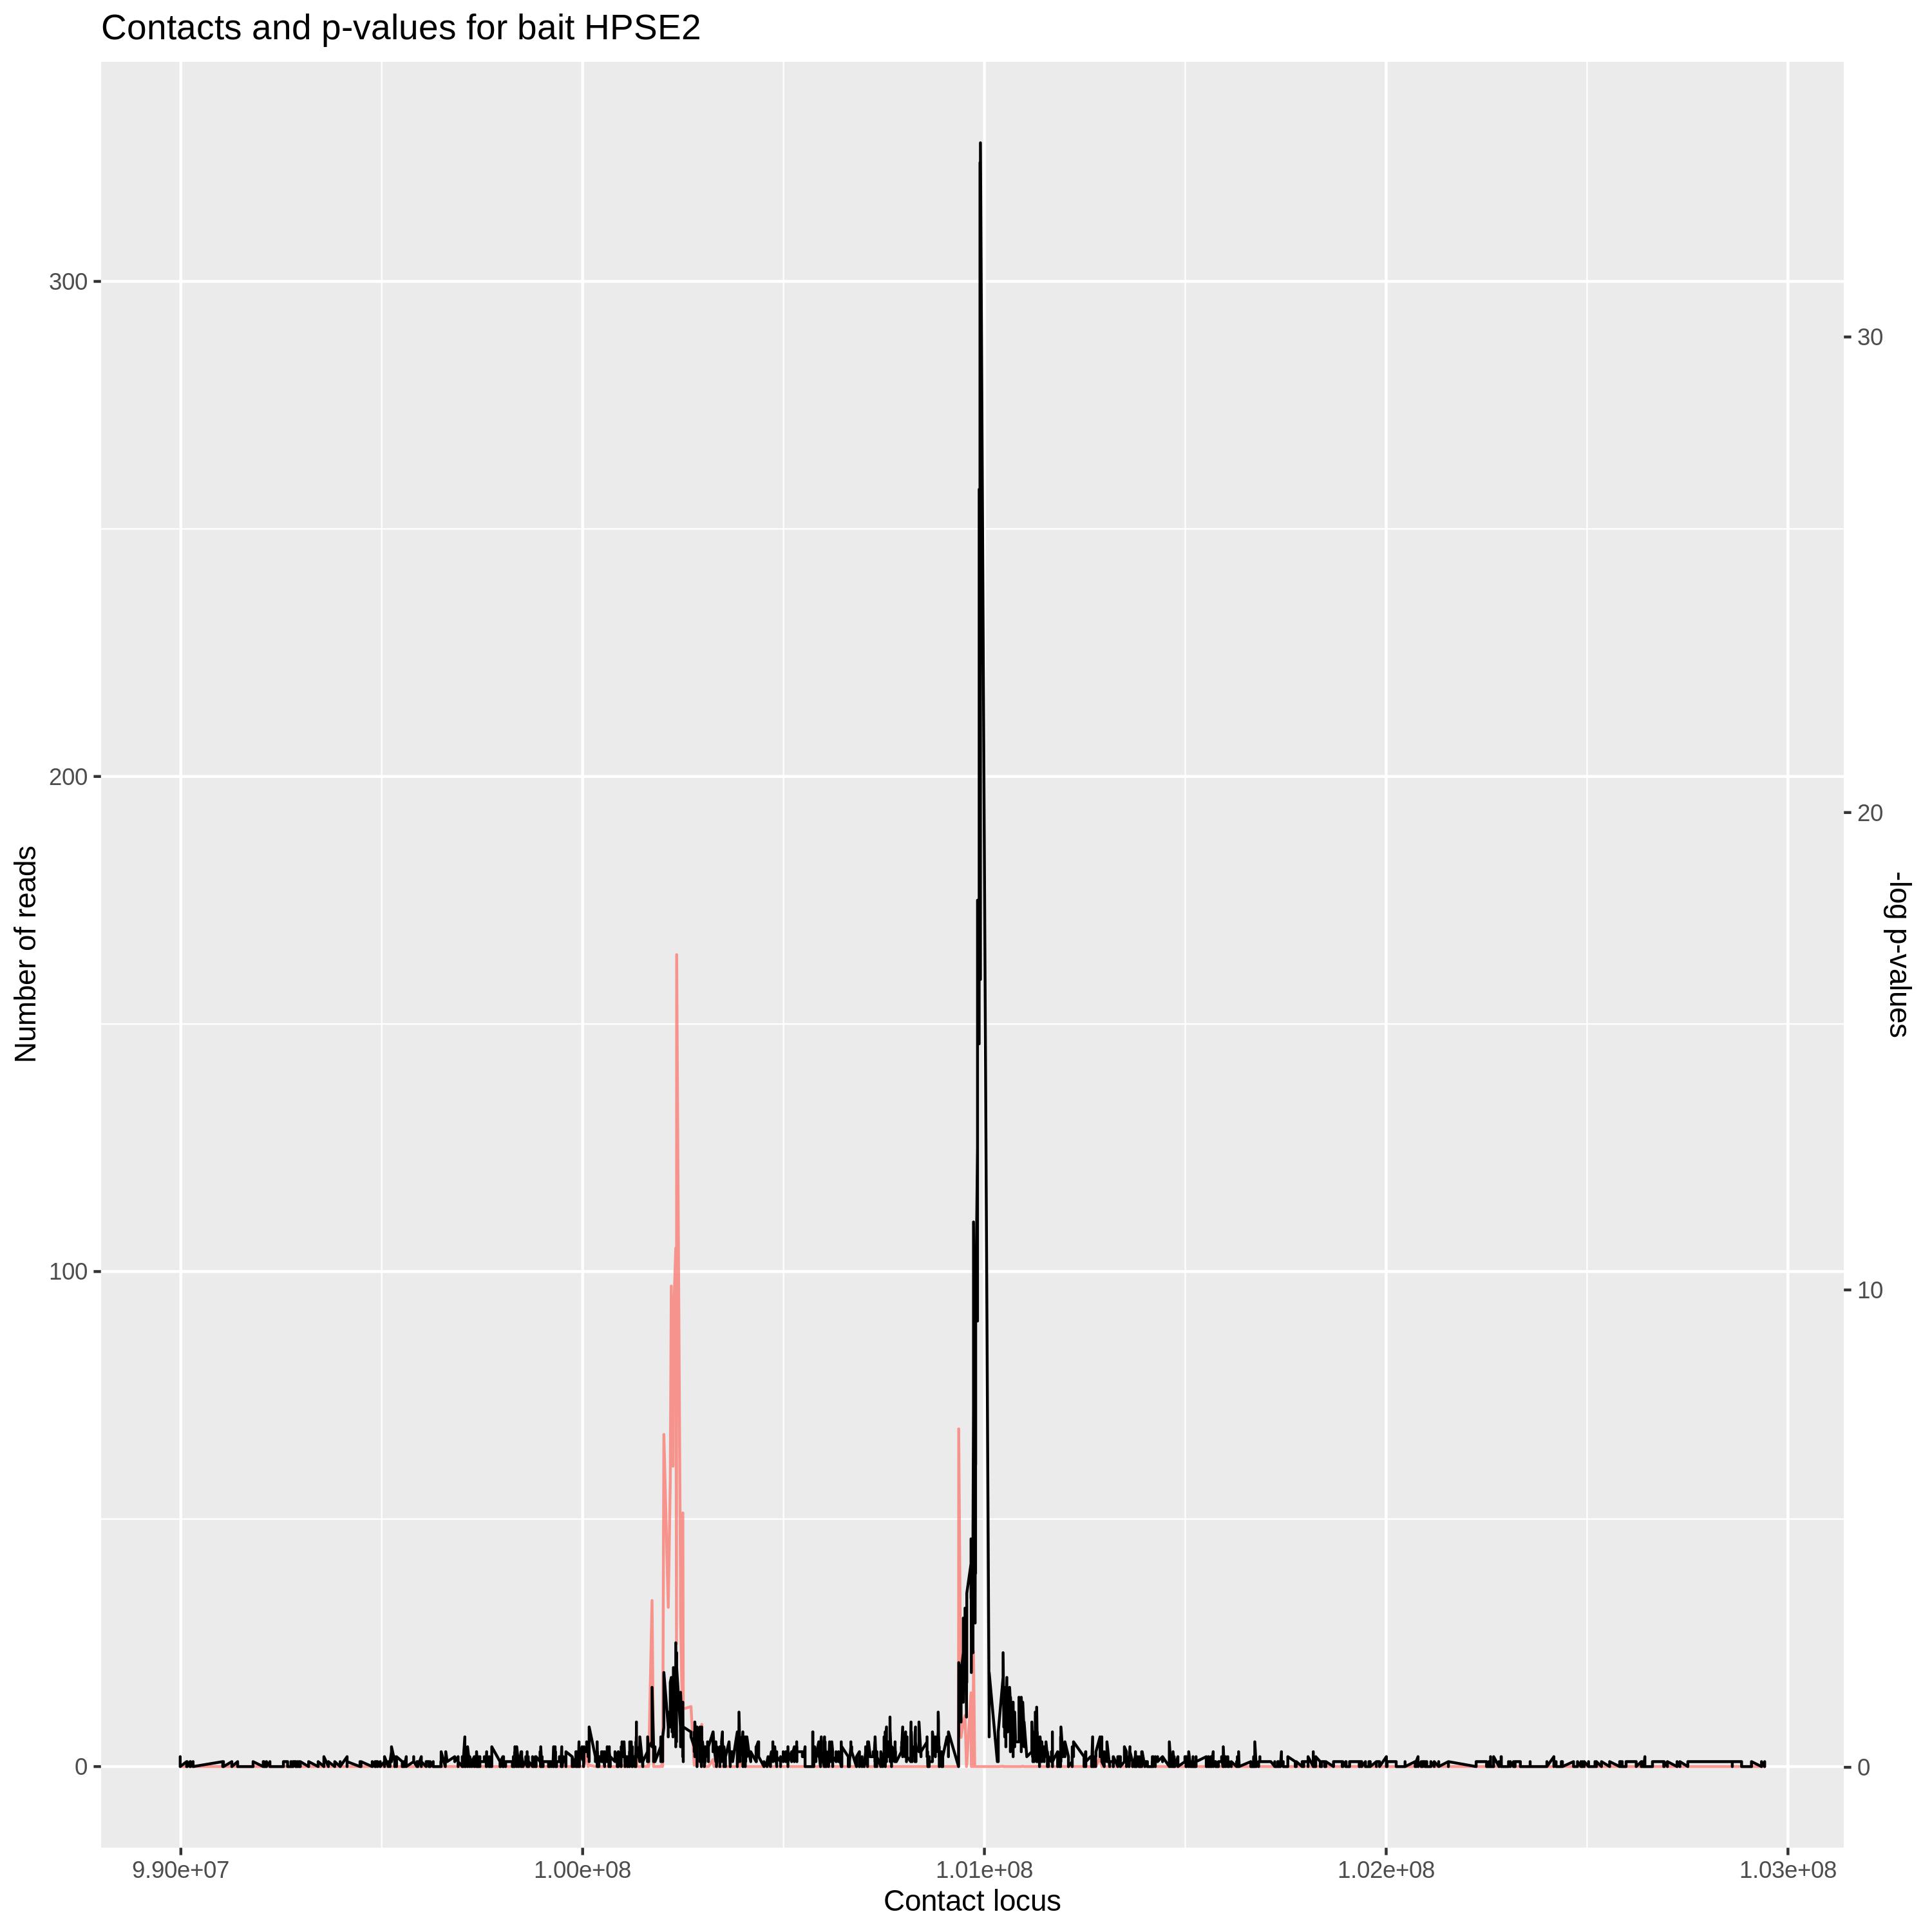 Contacts and p-values for bait HPSE2
300
200
100
0
Number of reads
30
20
10
0
-log p-values
9.90e+07
1.00e+08
1.01e+08
1.02e+08
1.03e+08
Contact locus